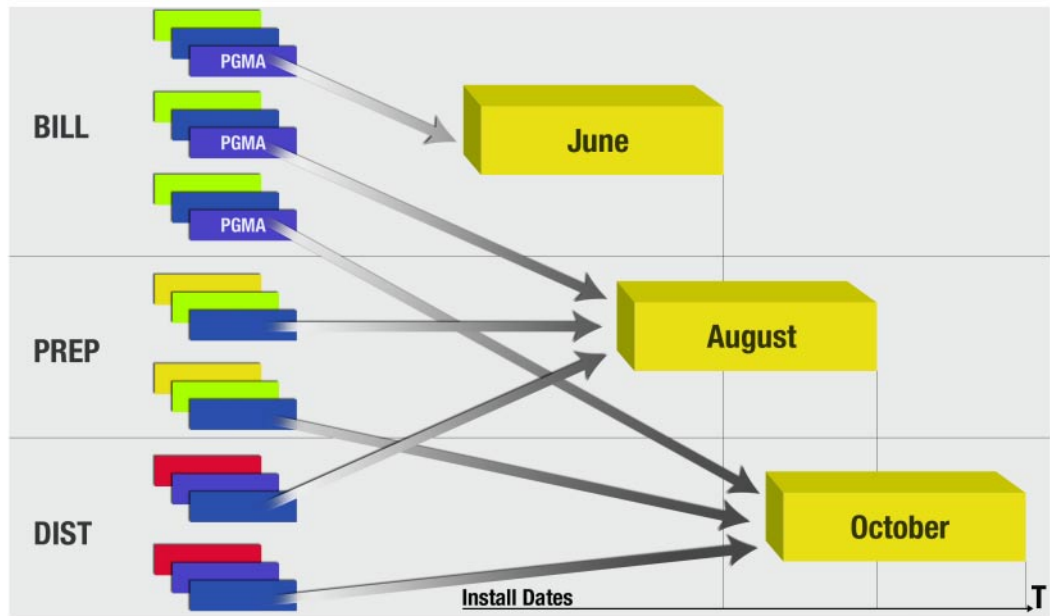 PGMA
June
BILL
PGMA
PGMA
August
PREP
October
DIST
Install Dates
T